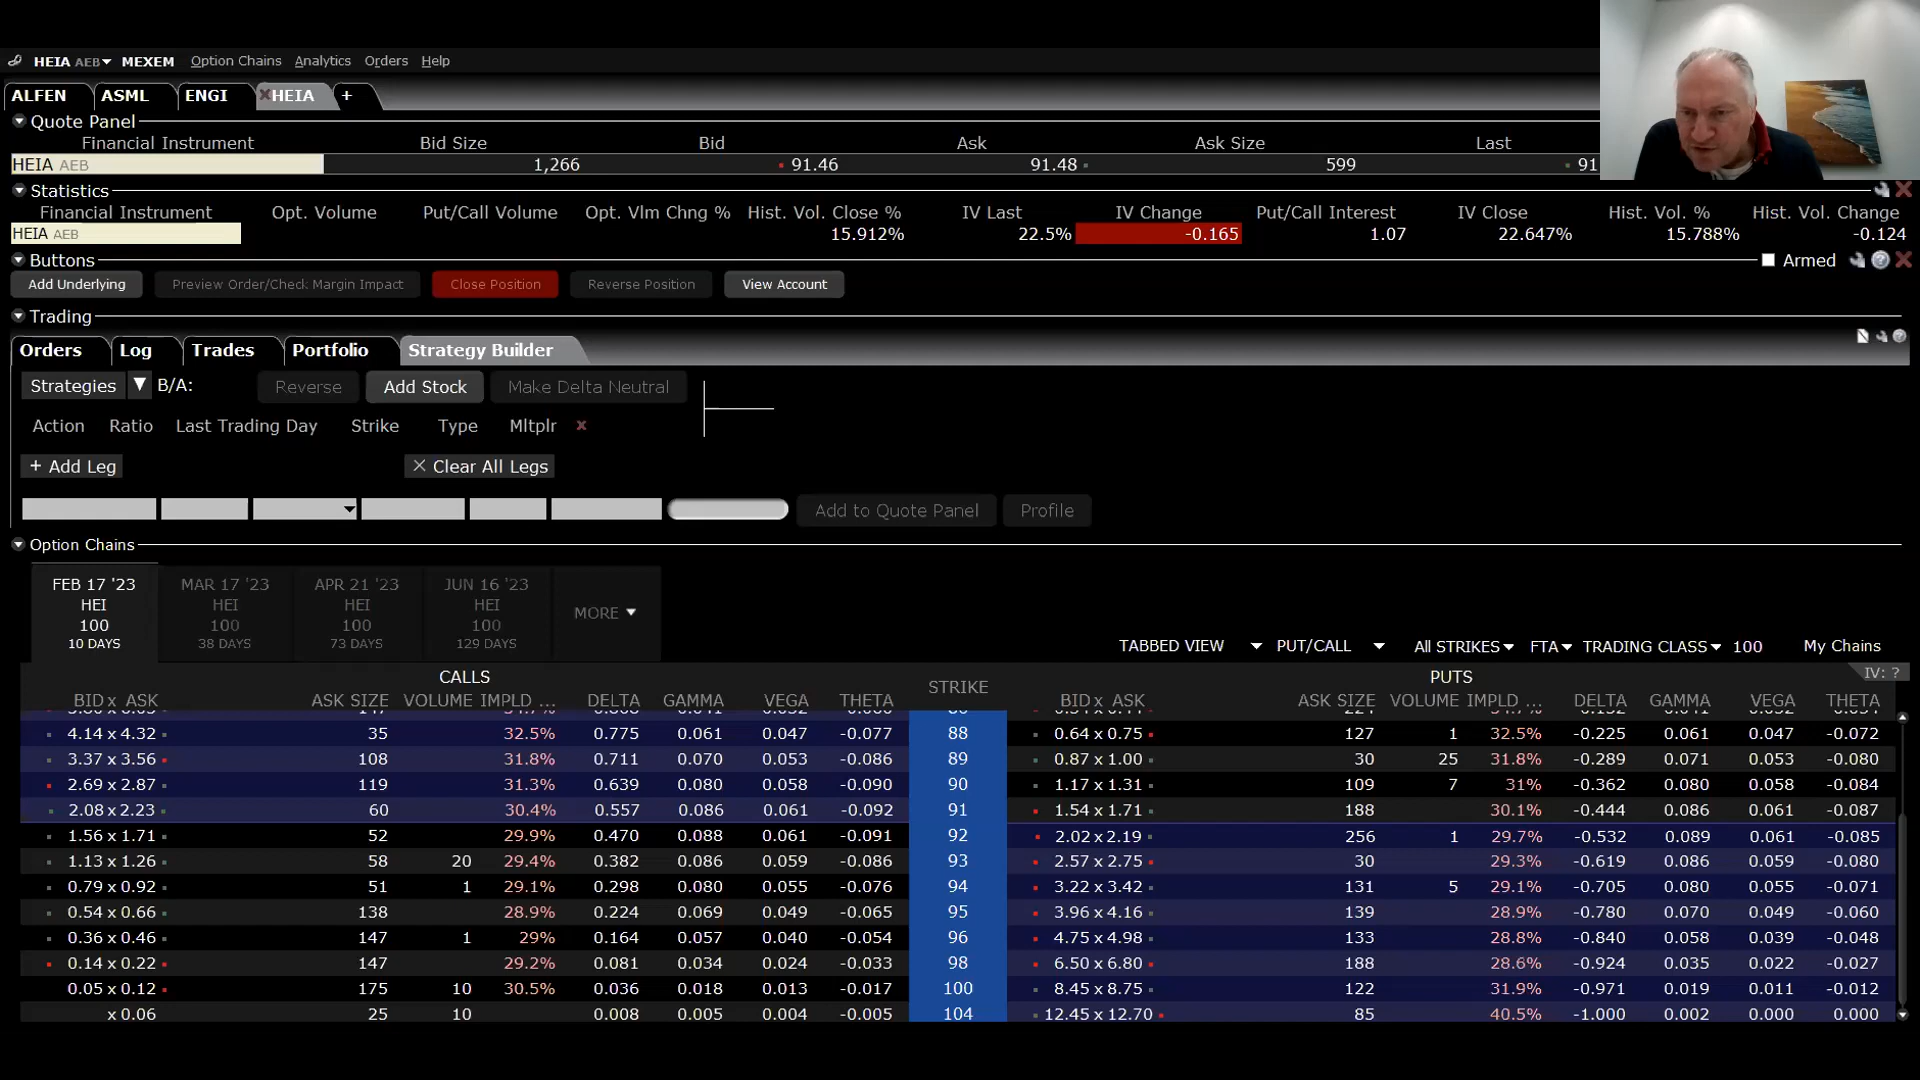 HEIA AEB MEXEM Option Chains Analytics Orders Help
ALFEN ASML ENGI HEIA +
Quote Panel
Financial Instrument Bid Size Bid Ask Ask Size Last
HEIA AEB 1,266 91.46 91.48 599 91
Statistics
Financial Instrument Opt. Volume Put/Call Volume Opt. Vlm Chng % Hist. Vol. Close % IV Last IV Change Put/Call Interest IV Close Hist. Vol. % Hist. Vol. Change
HEIA AEB 15.912% 22.5% -0.165 1.07 22.647% 15.788% -0.124
Buttons Armed
Add Underlying Preview Order/Check Margin Impact Close Position Reverse Position View Account
Trading
Orders Log Trades Portfolio Strategy Builder
Strategies B/A: Reverse Add Stock Make Delta Neutral
Action Ratio Last Trading Day Strike Type Mltplr
+ Add Leg Clear All Legs
Add to Quote Panel Profile
Option Chains
FEB 17 '23 MAR 17 '23 APR 21 '23 JUN 16 '23
HEI HEI HEI HEI
MORE
100 100 100 100
10 DAYS 38 DAYS 73 DAYS 129 DAYS
TABBED VIEW PUT/CALL All STRIKES FTA TRADING CLASS 100 My Chains
CALLS STRIKE PUTS IV: ?
BID x ASK ASK SIZE VOLUME IMPLD ... DELTA GAMMA VEGA THETA BID x ASK ASK SIZE VOLUME IMPLD ... DELTA GAMMA VEGA THETA
4.14 x 4.32 35 32.5% 0.775 0.061 0.047 -0.077 88 0.64 x 0.75 127 1 32.5% -0.225 0.061 0.047 -0.072
3.37 x 3.56 108 31.8% 0.711 0.070 0.053 -0.086 89 0.87 x 1.00 30 25 31.8% -0.289 0.071 0.053 -0.080
2.69 x 2.87 119 31.3% 0.639 0.080 0.058 -0.090 90 1.17 x 1.31 109 7 31% -0.362 0.080 0.058 -0.084
2.08 x 2.23 60 30.4% 0.557 0.086 0.061 -0.092 91 1.54 x 1.71 188 30.1% -0.444 0.086 0.061 -0.087
1.56 x 1.71 52 29.9% 0.470 0.088 0.061 -0.091 92 2.02 x 2.19 256 1 29.7% -0.532 0.089 0.061 -0.085
1.13 x 1.26 58 20 29.4% 0.382 0.086 0.059 -0.086 93 2.57 x 2.75 30 29.3% -0.619 0.086 0.059 -0.080
0.79 x 0.92 51 1 29.1% 0.298 0.080 0.055 -0.076 94 3.22 x 3.42 131 5 29.1% -0.705 0.080 0.055 -0.071
0.54 x 0.66 138 28.9% 0.224 0.069 0.049 -0.065 95 3.96 x 4.16 139 28.9% -0.780 0.070 0.049 -0.060
0.36 x 0.46 147 1 29% 0.164 0.057 0.040 -0.054 96 4.75 x 4.98 133 28.8% -0.840 0.058 0.039 -0.048
0.14 x 0.22 147 29.2% 0.081 0.034 0.024 -0.033 98 6.50 x 6.80 188 28.6% -0.924 0.035 0.022 -0.027
0.05 x 0.12 175 10 30.5% 0.036 0.018 0.013 -0.017 100 8.45 x 8.75 122 31.9% -0.971 0.019 0.011 -0.012
x 0.06 25 10 0.008 0.005 0.004 -0.005 104 12.45 x 12.70 85 40.5% -1.000 0.002 0.000 0.000